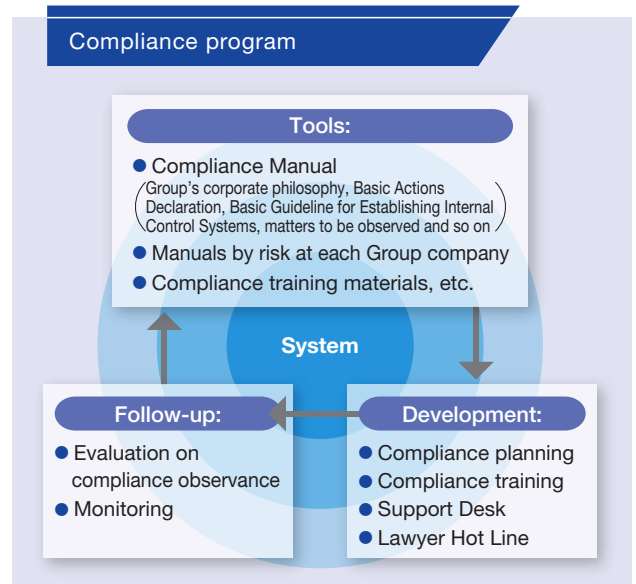 Compliance program
Tools:
● Compliance Manual
(Group's corporate philosophy, Basic Actions
Declaration, Basic Guideline for Establishing Internal
Control Systems, matters to be observed and so on)
● Manuals by risk at each Group company
● Compliance training materials, etc.
System
Follow-up:
● Evaluation on
compliance observance
● Monitoring
Development:
● Compliance planning
● Compliance training
● Support Desk
● Lawyer Hot Line